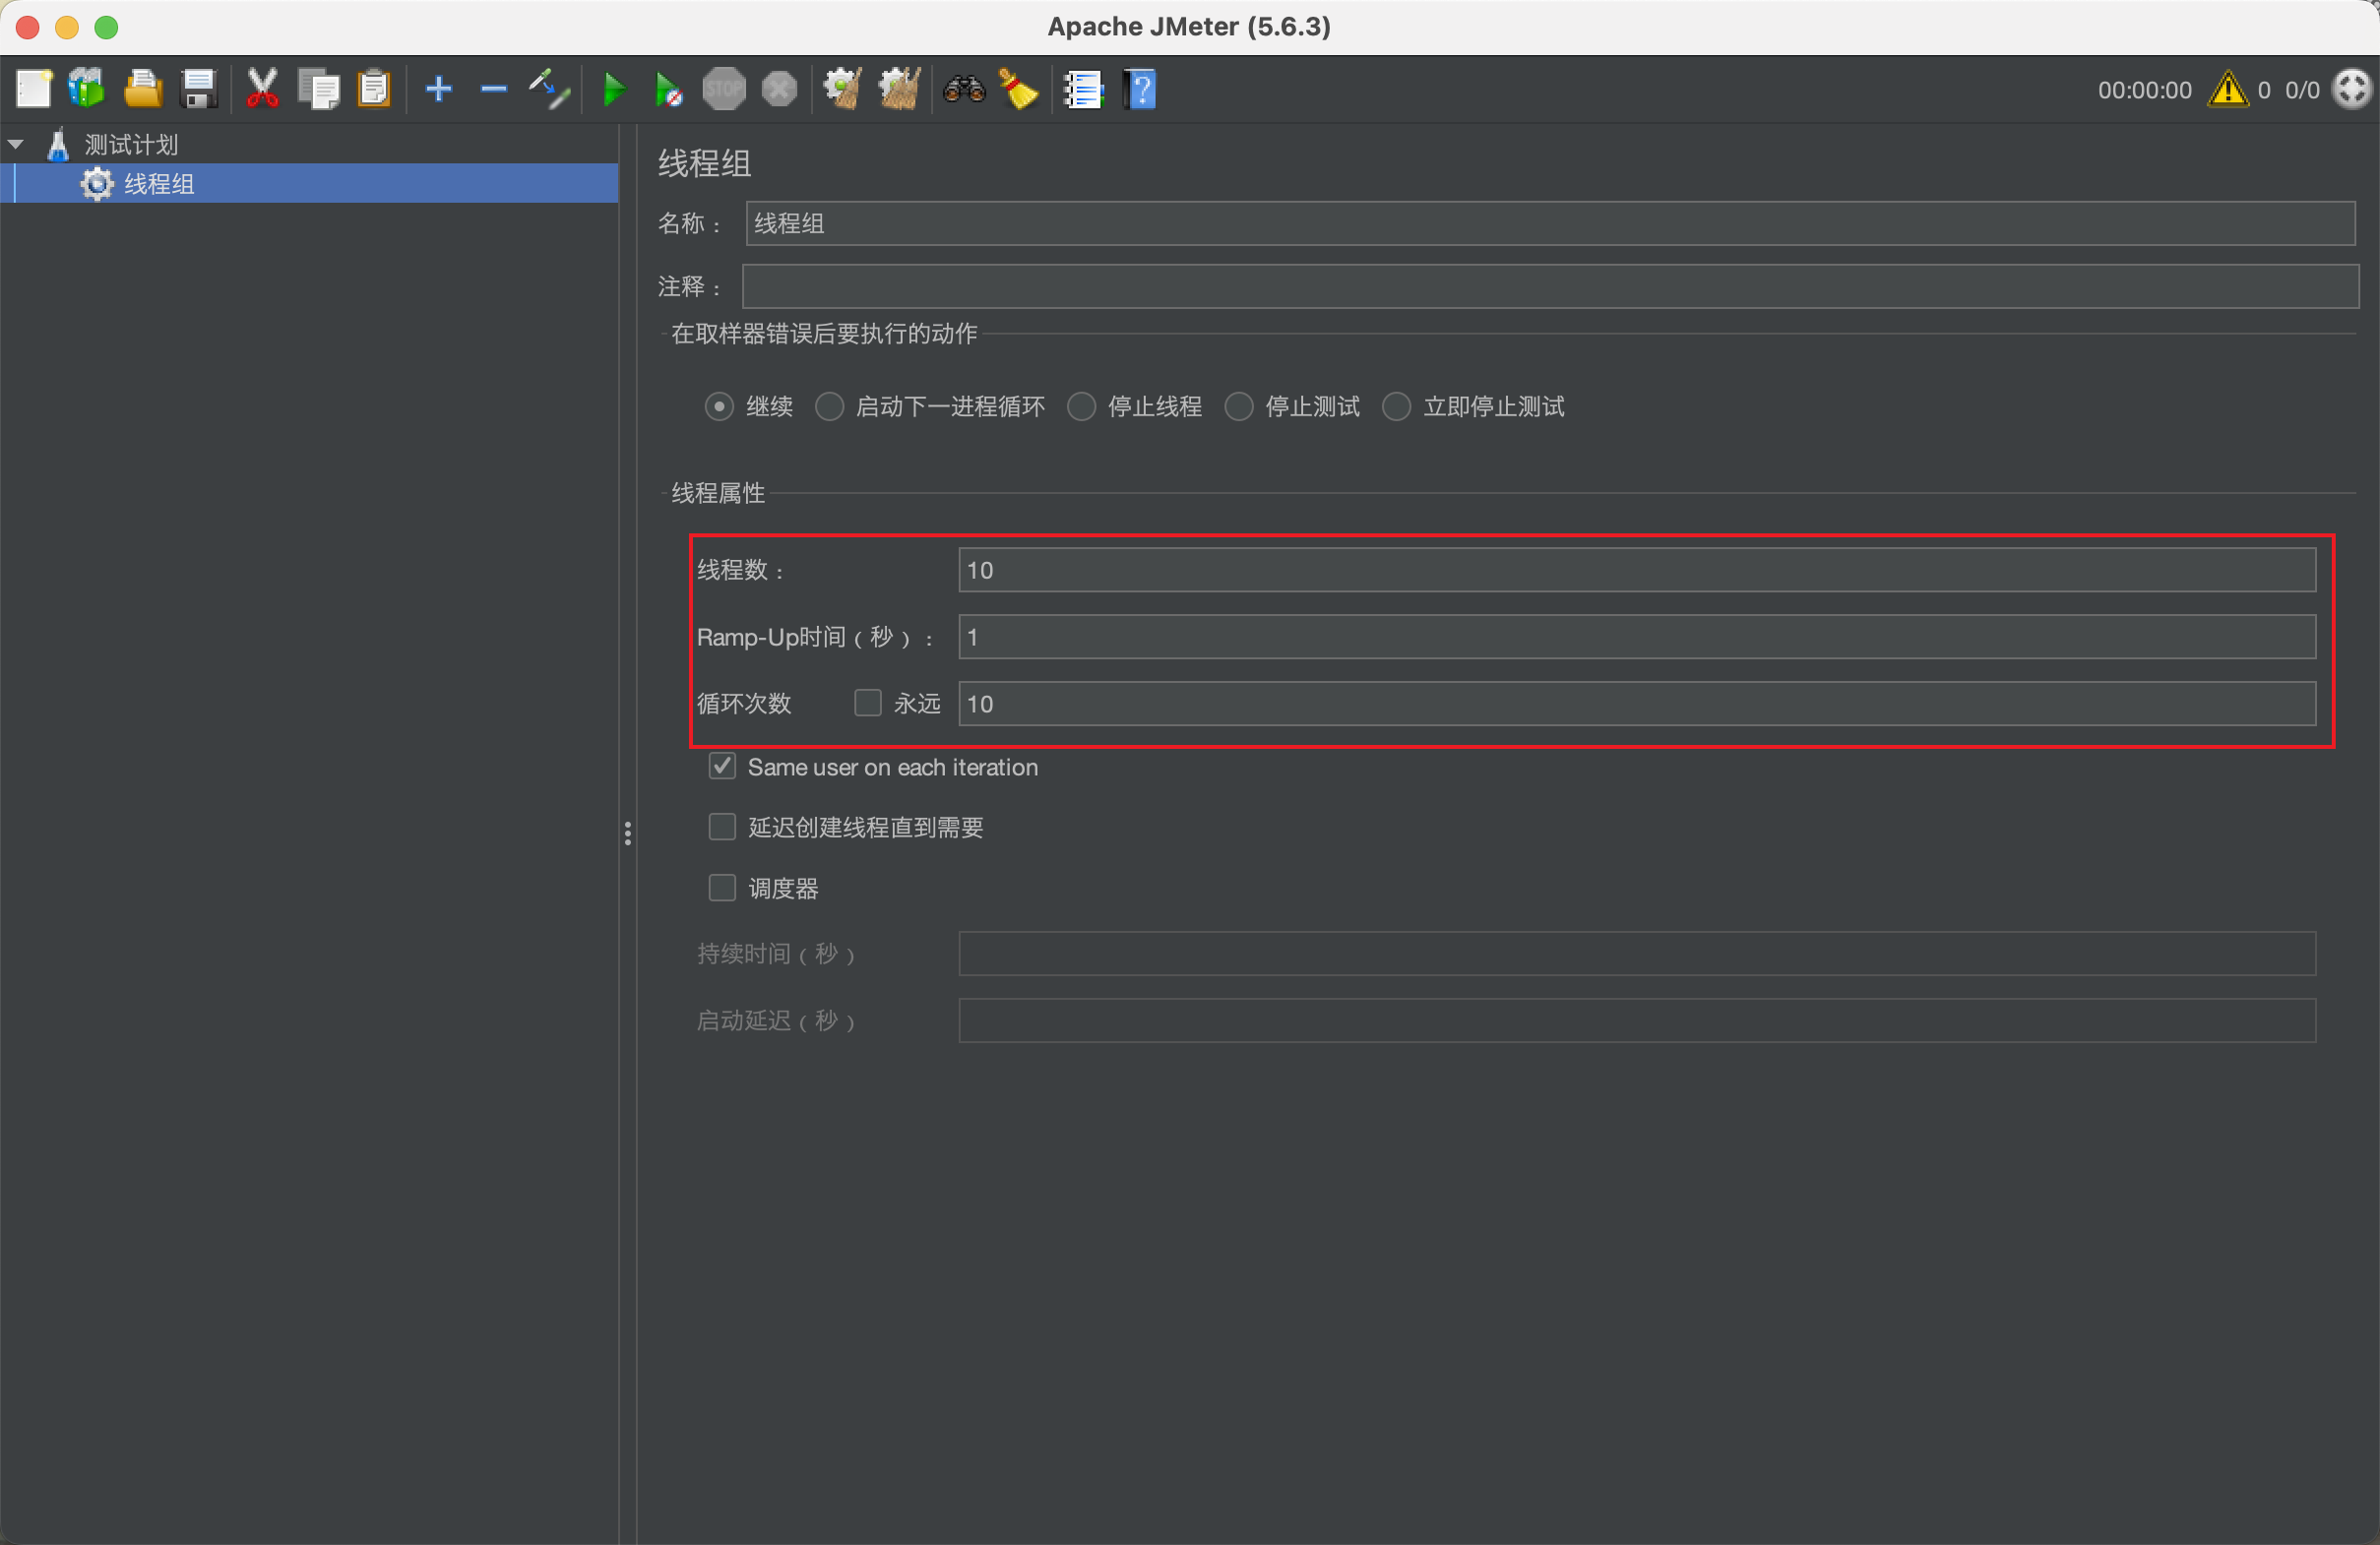 Apache JMeter (5.6.3)
STOP
00:00:00 0 0/0
测试计划
线程组
线程组
名称： 线程组
注释：
在取样器错误后要执行的动作
继续 启动下一进程循环 停止线程 停止测试 立即停止测试
线程属性
线程数： 10
Ramp-Up时间（秒）： 1
循环次数 永远 10
Same user on each iteration
延迟创建线程直到需要
调度器
持续时间（秒）
启动延迟（秒）